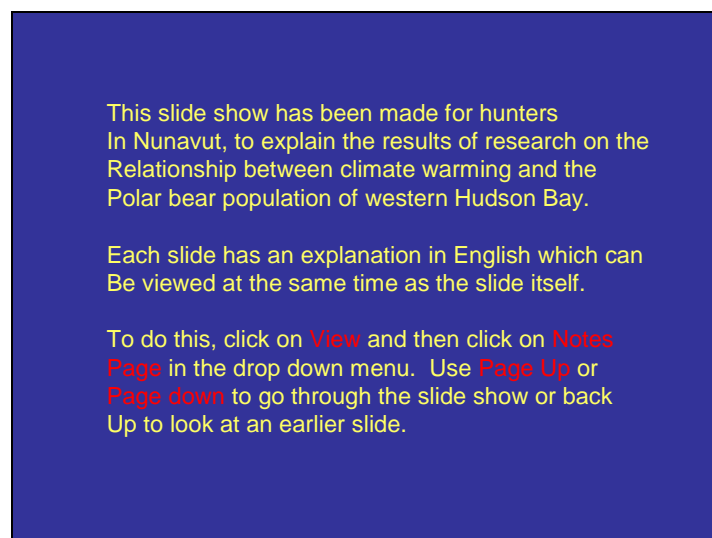 This slide show has been made for hunters
In Nunavut, to explain the results of research on the
Relationship between climate warming and the
Polar bear population of western Hudson Bay.
Each slide has an explanation in English which can
Be viewed at the same time as the slide itself.
To do this, click on View and then click on Notes
Page in the drop down menu.  Use Page Up or
Page down to go through the slide show or back
Up to look at an earlier slide.